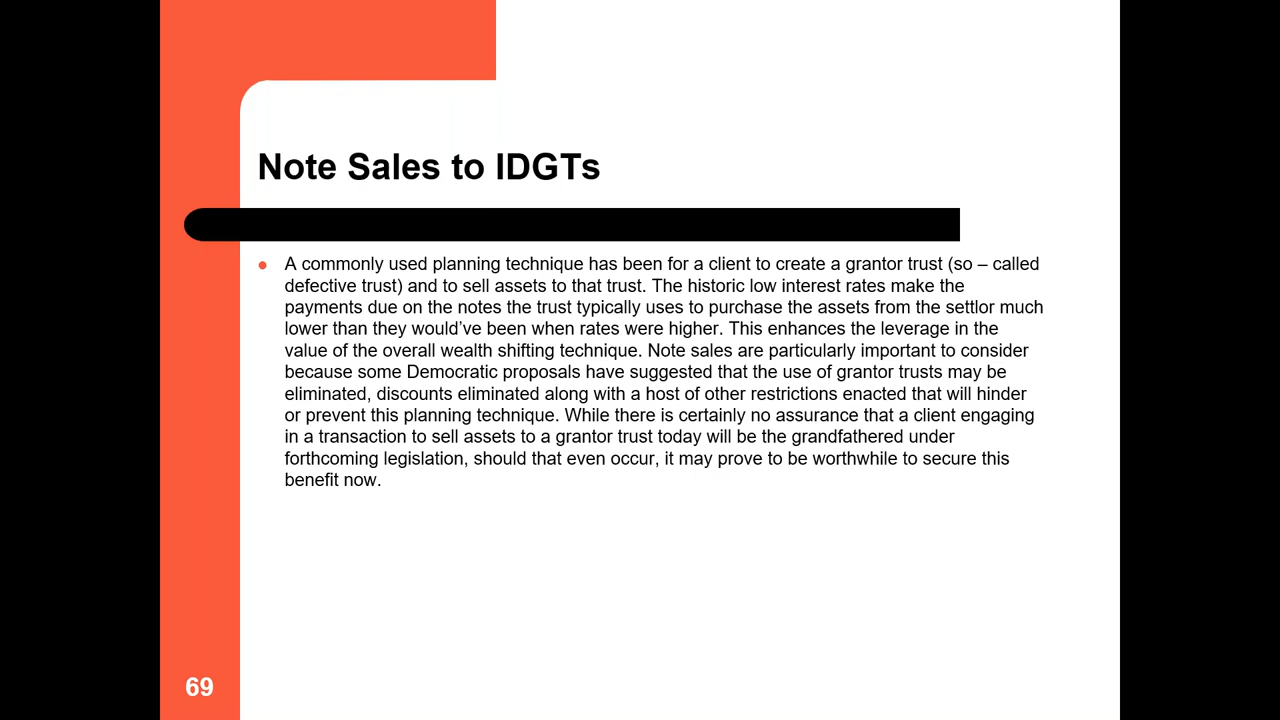 Note Sales to IDGTs
● A commonly used planning technique has been for a client to create a grantor trust (so – called
defective trust) and to sell assets to that trust. The historic low interest rates make the
payments due on the notes the trust typically uses to purchase the assets from the settlor much
lower than they would’ve been when rates were higher. This enhances the leverage in the
value of the overall wealth shifting technique. Note sales are particularly important to consider
because some Democratic proposals have suggested that the use of grantor trusts may be
eliminated, discounts eliminated along with a host of other restrictions enacted that will hinder
or prevent this planning technique. While there is certainly no assurance that a client engaging
in a transaction to sell assets to a grantor trust today will be the grandfathered under
forthcoming legislation, should that even occur, it may prove to be worthwhile to secure this
benefit now.
69